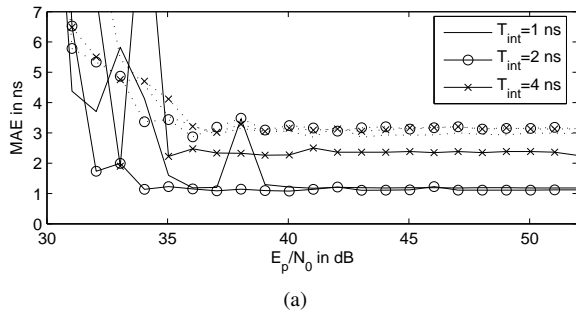 7
6
5
4
3
2
1
0
MAE in ns
T_int=1 ns
T_int=2 ns
T_int=4 ns
30 35 40 45 50
E_p/N_0 in dB
(a)